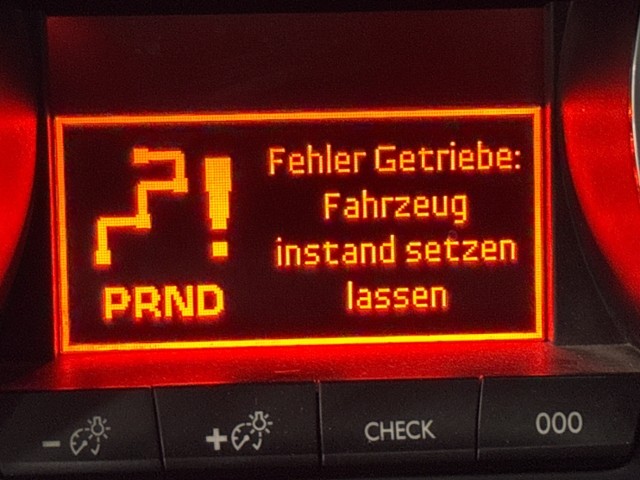 Fehler Getriebe:
Fahrzeug
instand setzen
lassen
!
PRND
-
+
CHECK
000